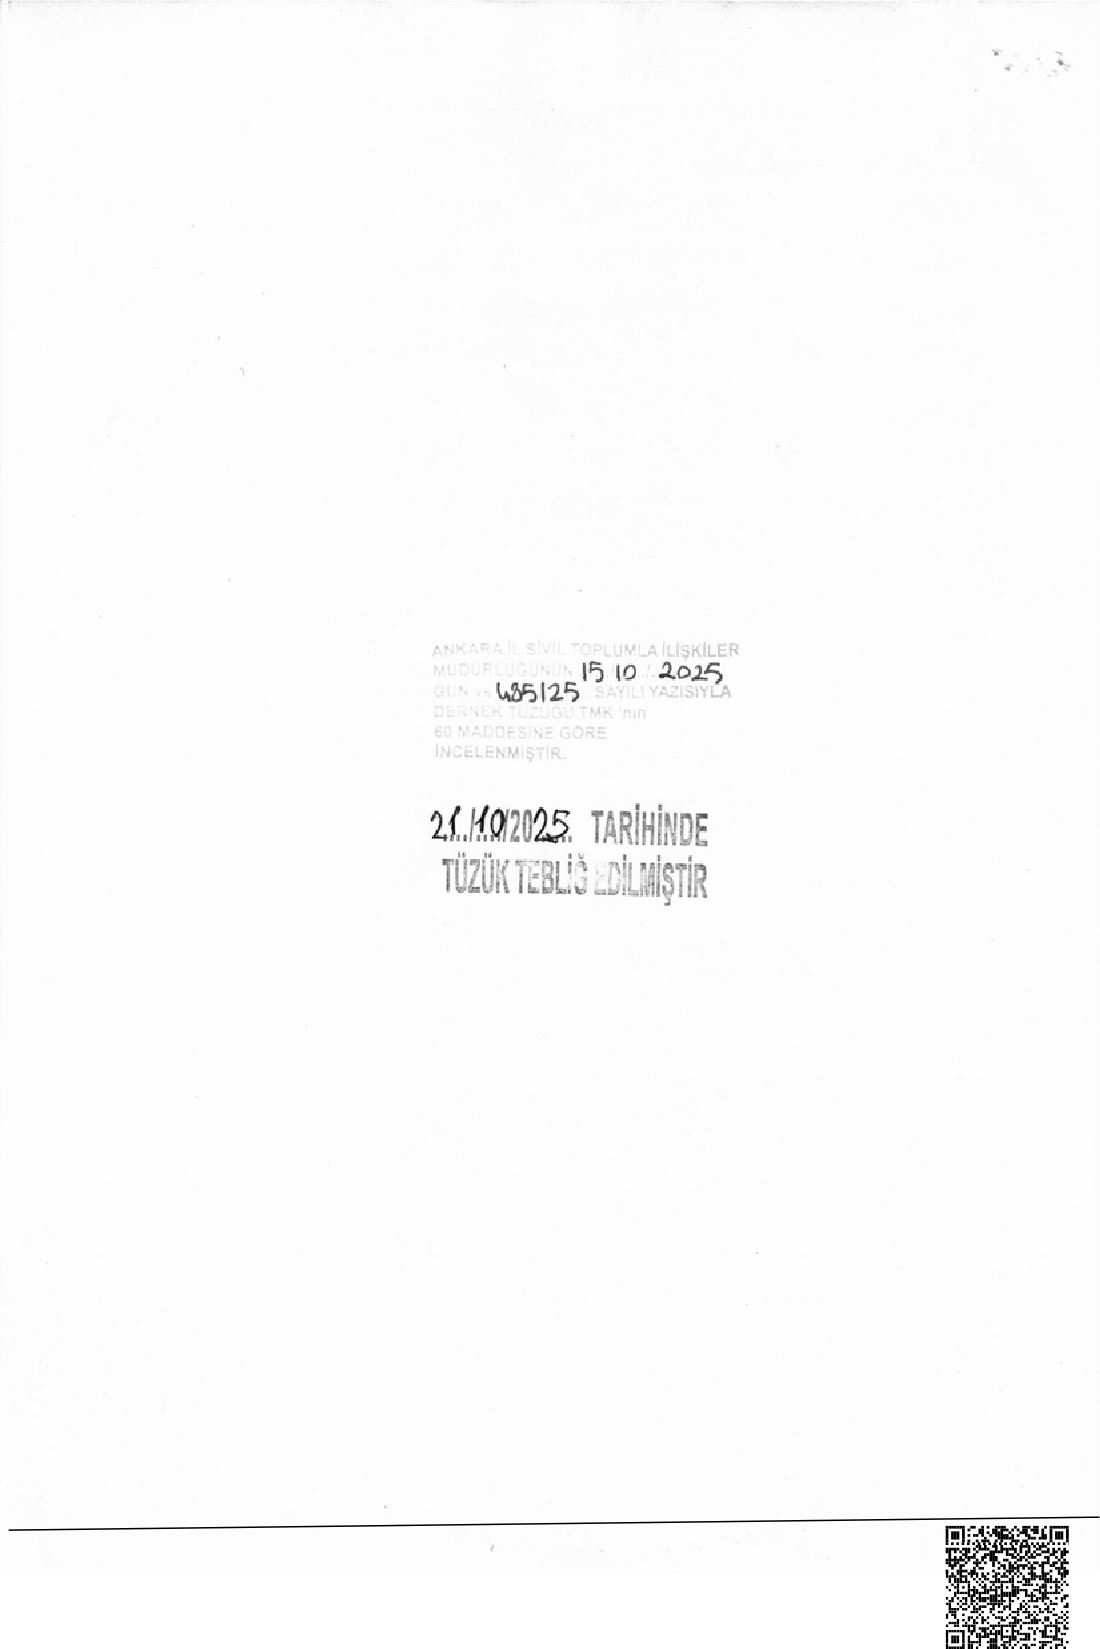 ANKARA İL SİVİL TOPLUMLA İLİŞKİLER
MÜDÜRLÜĞÜNÜN 15/10/2025
GÜN ve 485125 SAYILI YAZISIYLA
DERNEK TÜZÜĞÜ TMK 'nın
60 MADDESİNE GÖRE
İNCELENMİŞTİR.
21/10/2025 TARİHİNDE
TÜZÜK TEBLİĞ EDİLMİŞTİR